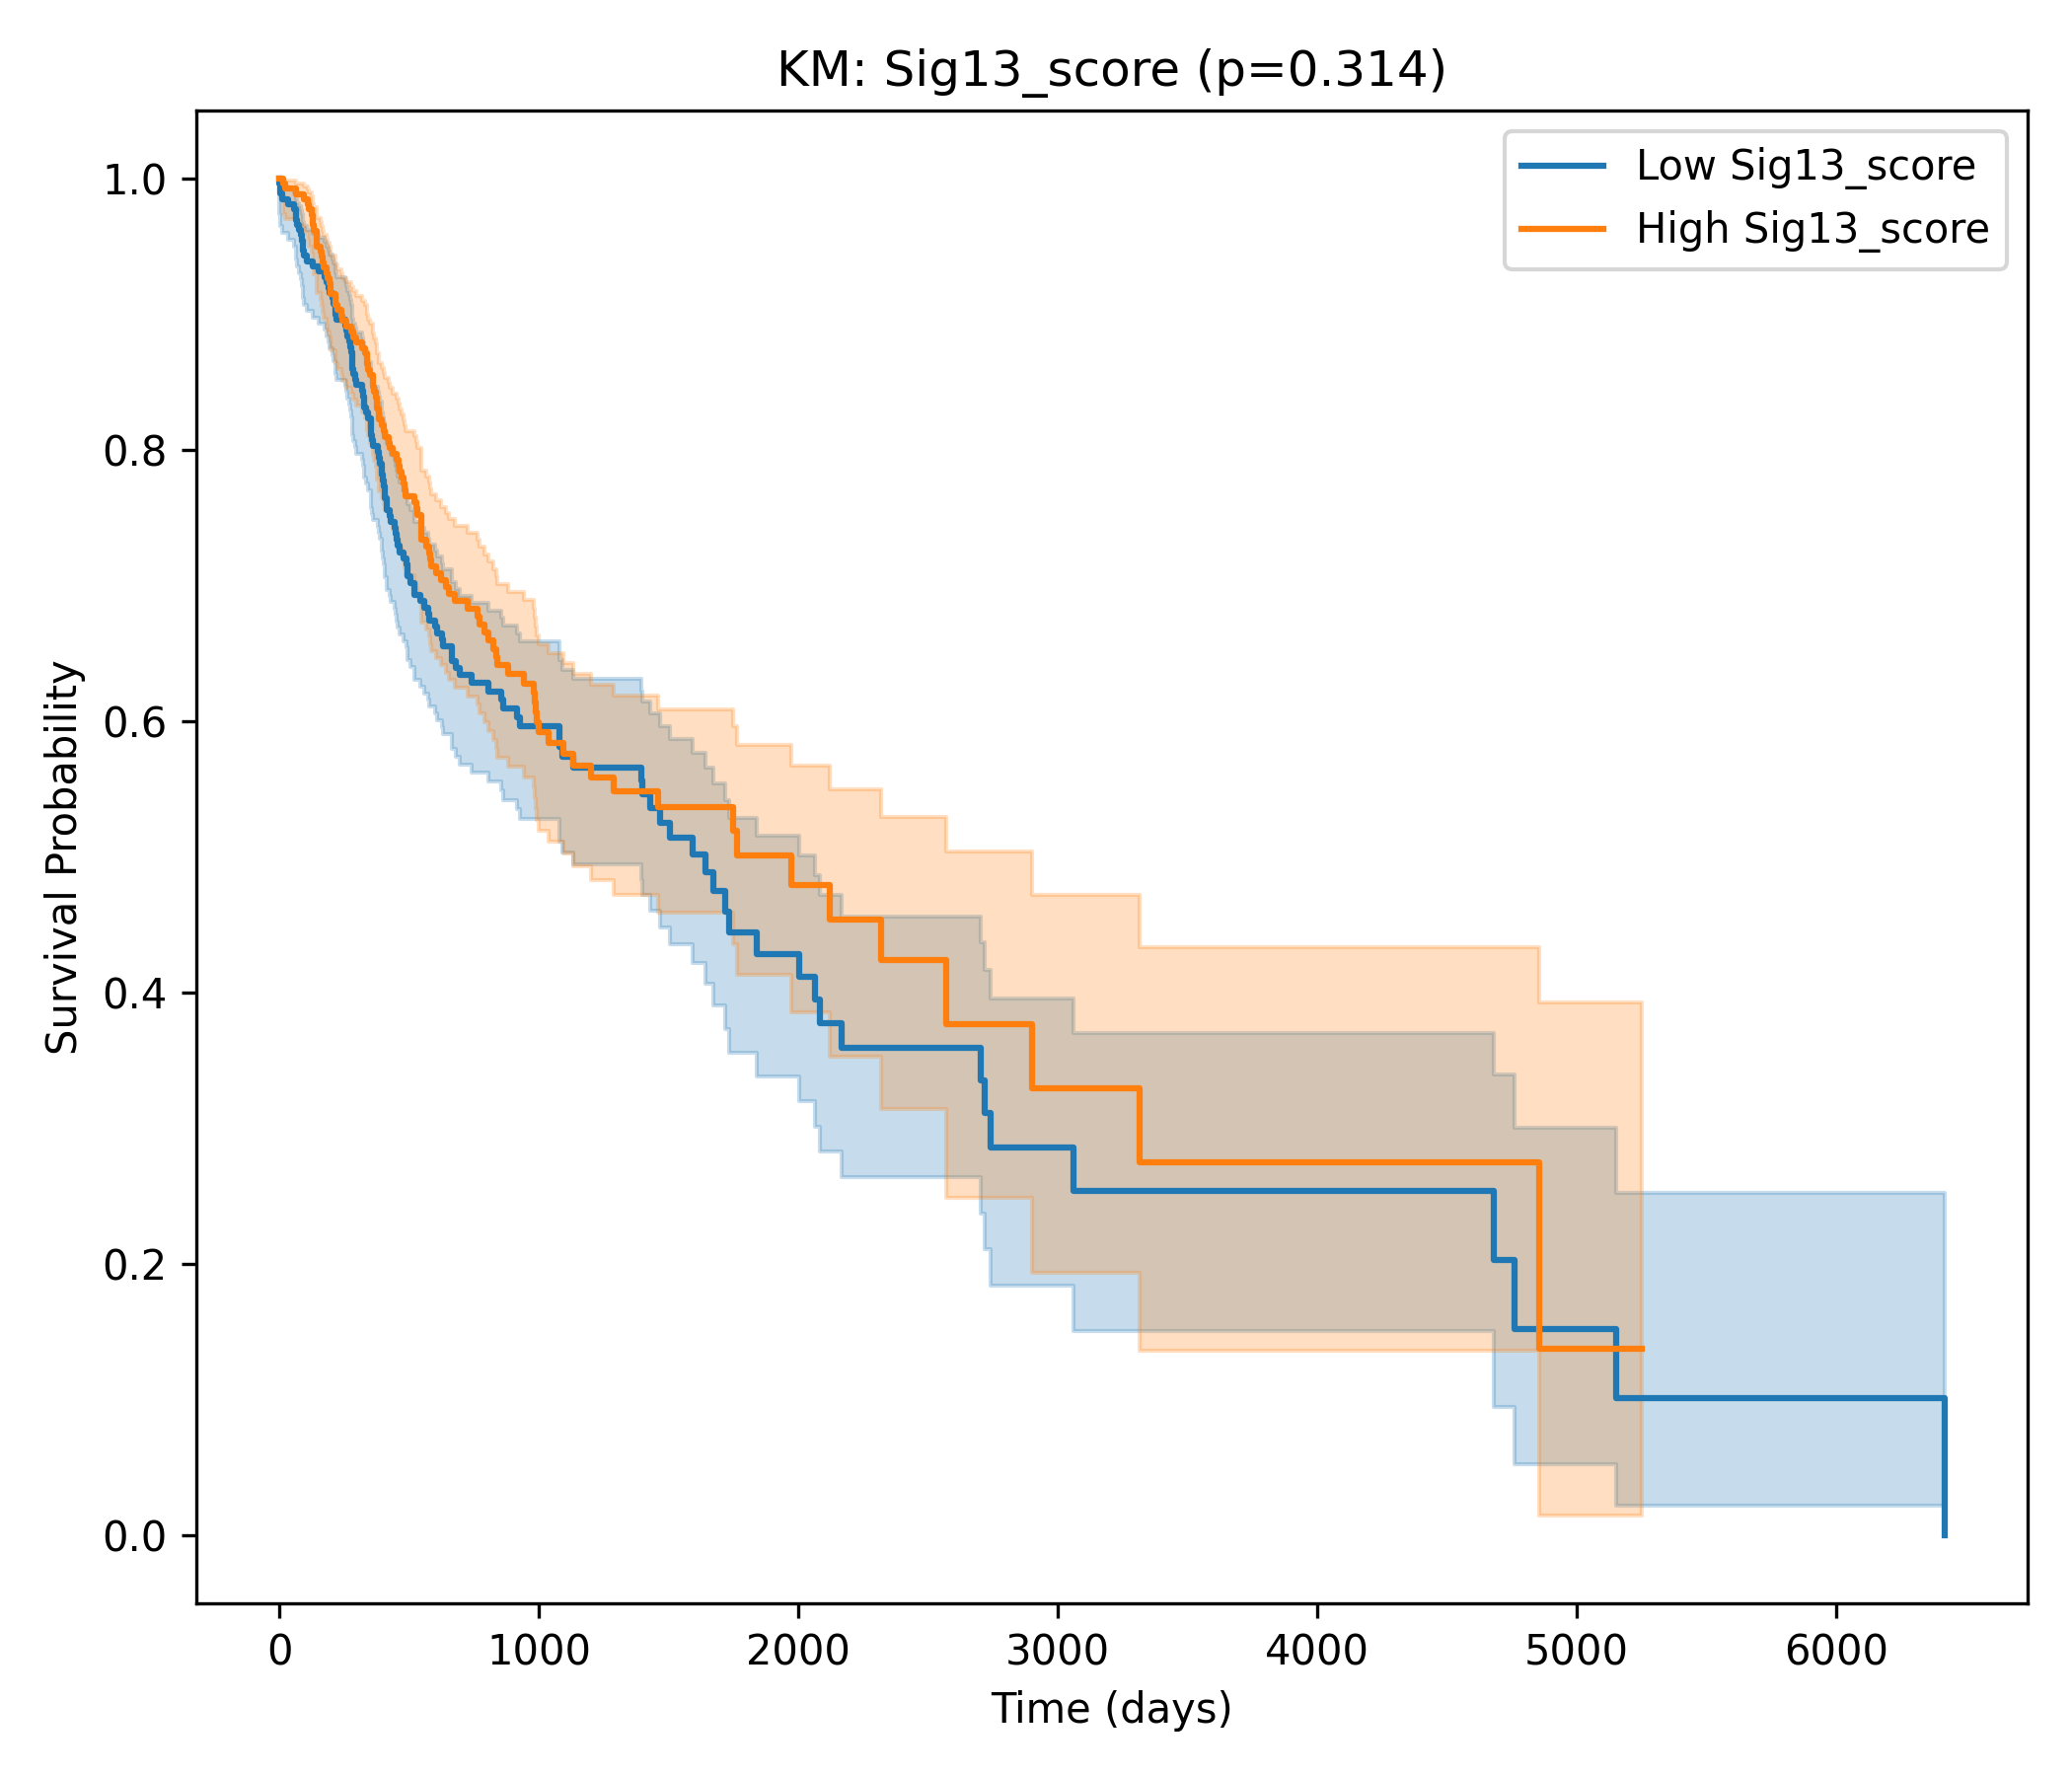 KM: Sig13_score (p=0.314)
Low Sig13_score
High Sig13_score
Survival Probability
1.0
0.8
0.6
0.4
0.2
0.0
0 1000 2000 3000 4000 5000 6000
Time (days)